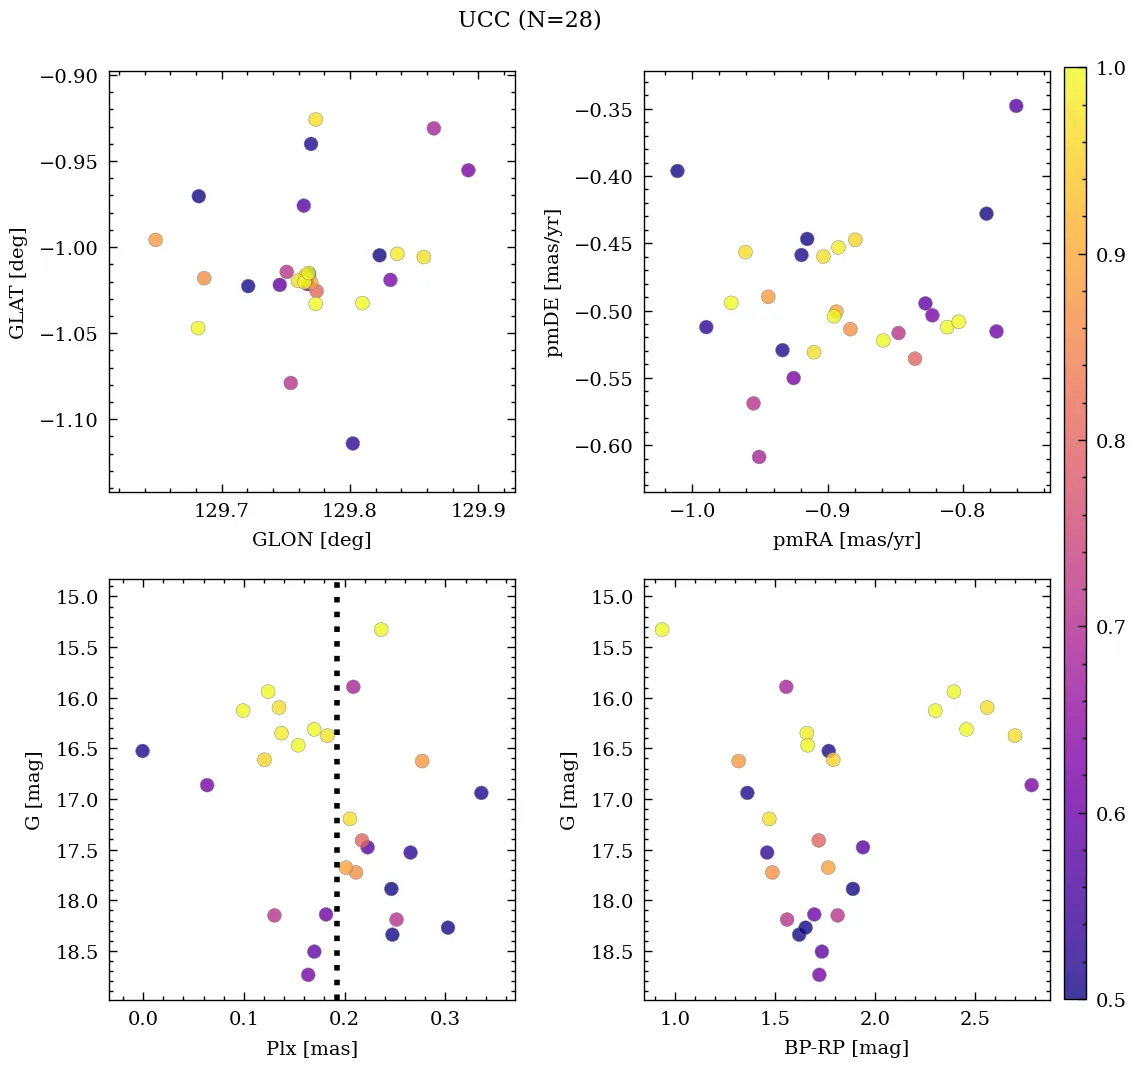 UCC (N=28)
−0.90
−0.95
−1.00
−1.05
−1.10
GLAT [deg]
129.7 129.8 129.9
GLON [deg]
−0.35
−0.40
−0.45
−0.50
−0.55
−0.60
pmDE [mas/yr]
−1.0 −0.9 −0.8
pmRA [mas/yr]
15.0
15.5
16.0
16.5
17.0
17.5
18.0
18.5
G [mag]
0.0 0.1 0.2 0.3
Plx [mas]
15.0
15.5
16.0
16.5
17.0
17.5
18.0
18.5
G [mag]
1.0 1.5 2.0 2.5
BP-RP [mag]
1.0
0.9
0.8
0.7
0.6
0.5